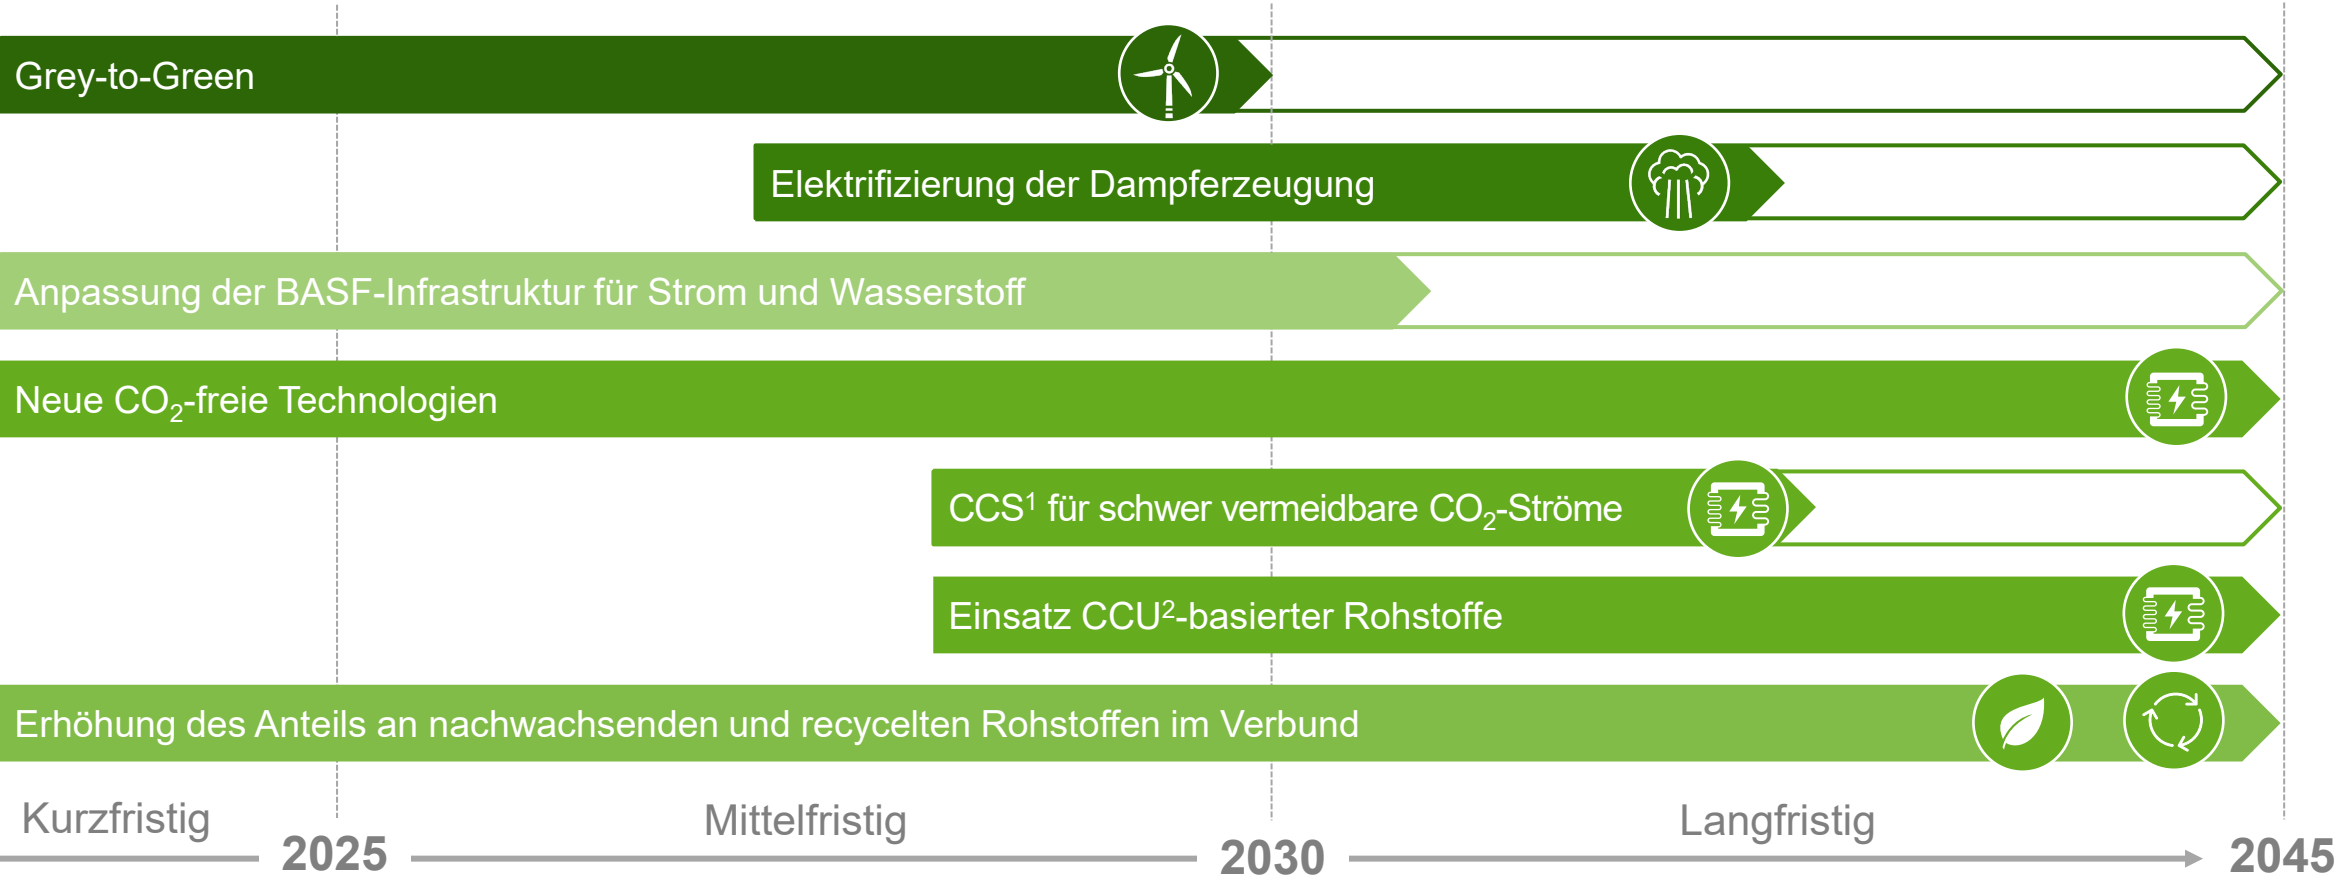 Grey-to-Green
Elektrifizierung der Dampferzeugung
Anpassung der BASF-Infrastruktur für Strom und Wasserstoff
Neue CO₂-freie Technologien
CCS¹ für schwer vermeidbare CO₂-Ströme
Einsatz CCU²-basierter Rohstoffe
Erhöhung des Anteils an nachwachsenden und recycelten Rohstoffen im Verbund
Kurzfristig
Mittelfristig
Langfristig
2025
2030
2045